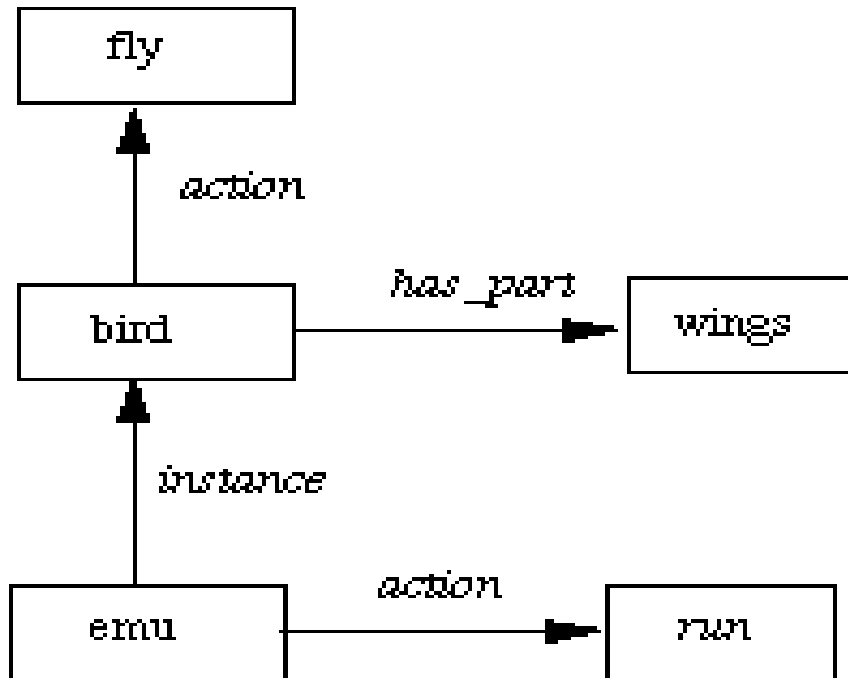 fly
action
has_part
bird
wings
instance
action
emu
run